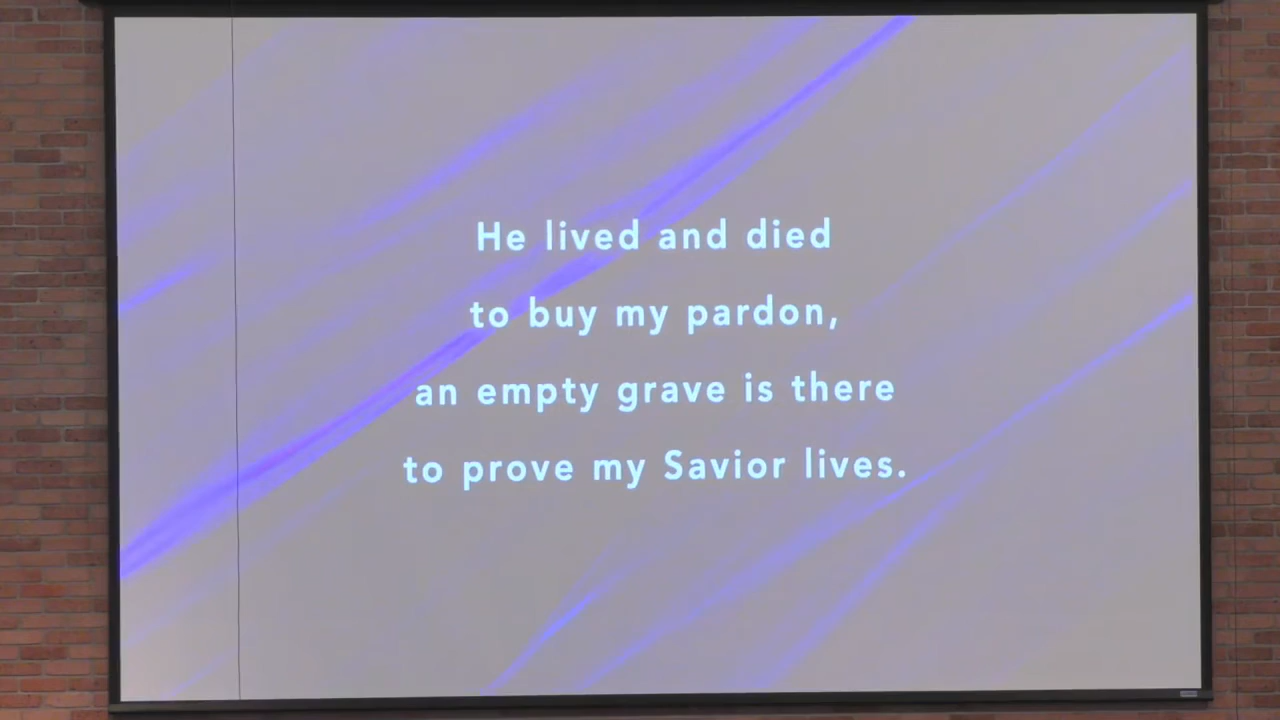 He lived and died
to buy my pardon,
an empty grave is there
to prove my Savior lives.